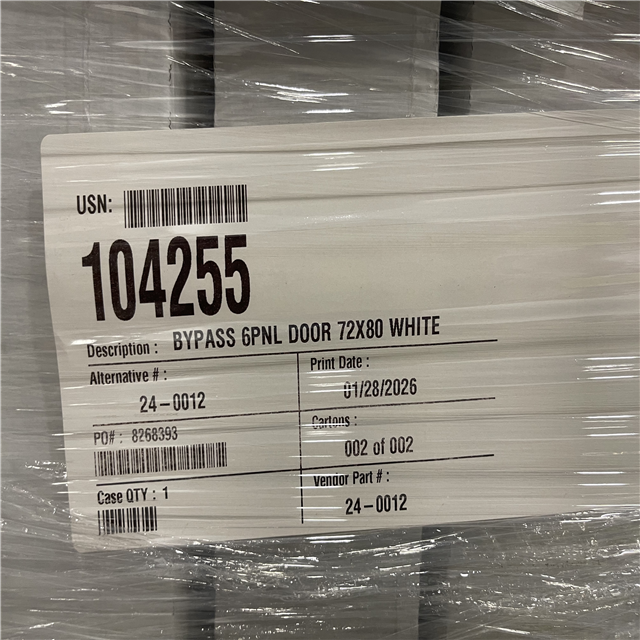 USN:
104255
Description : BYPASS 6PNL DOOR 72X80 WHITE
Alternative # :
24-0012
Print Date :
01/28/2026
PO# : 8268393
Cartons :
002 of 002
Case QTY : 1
Vendor Part # :
24-0012